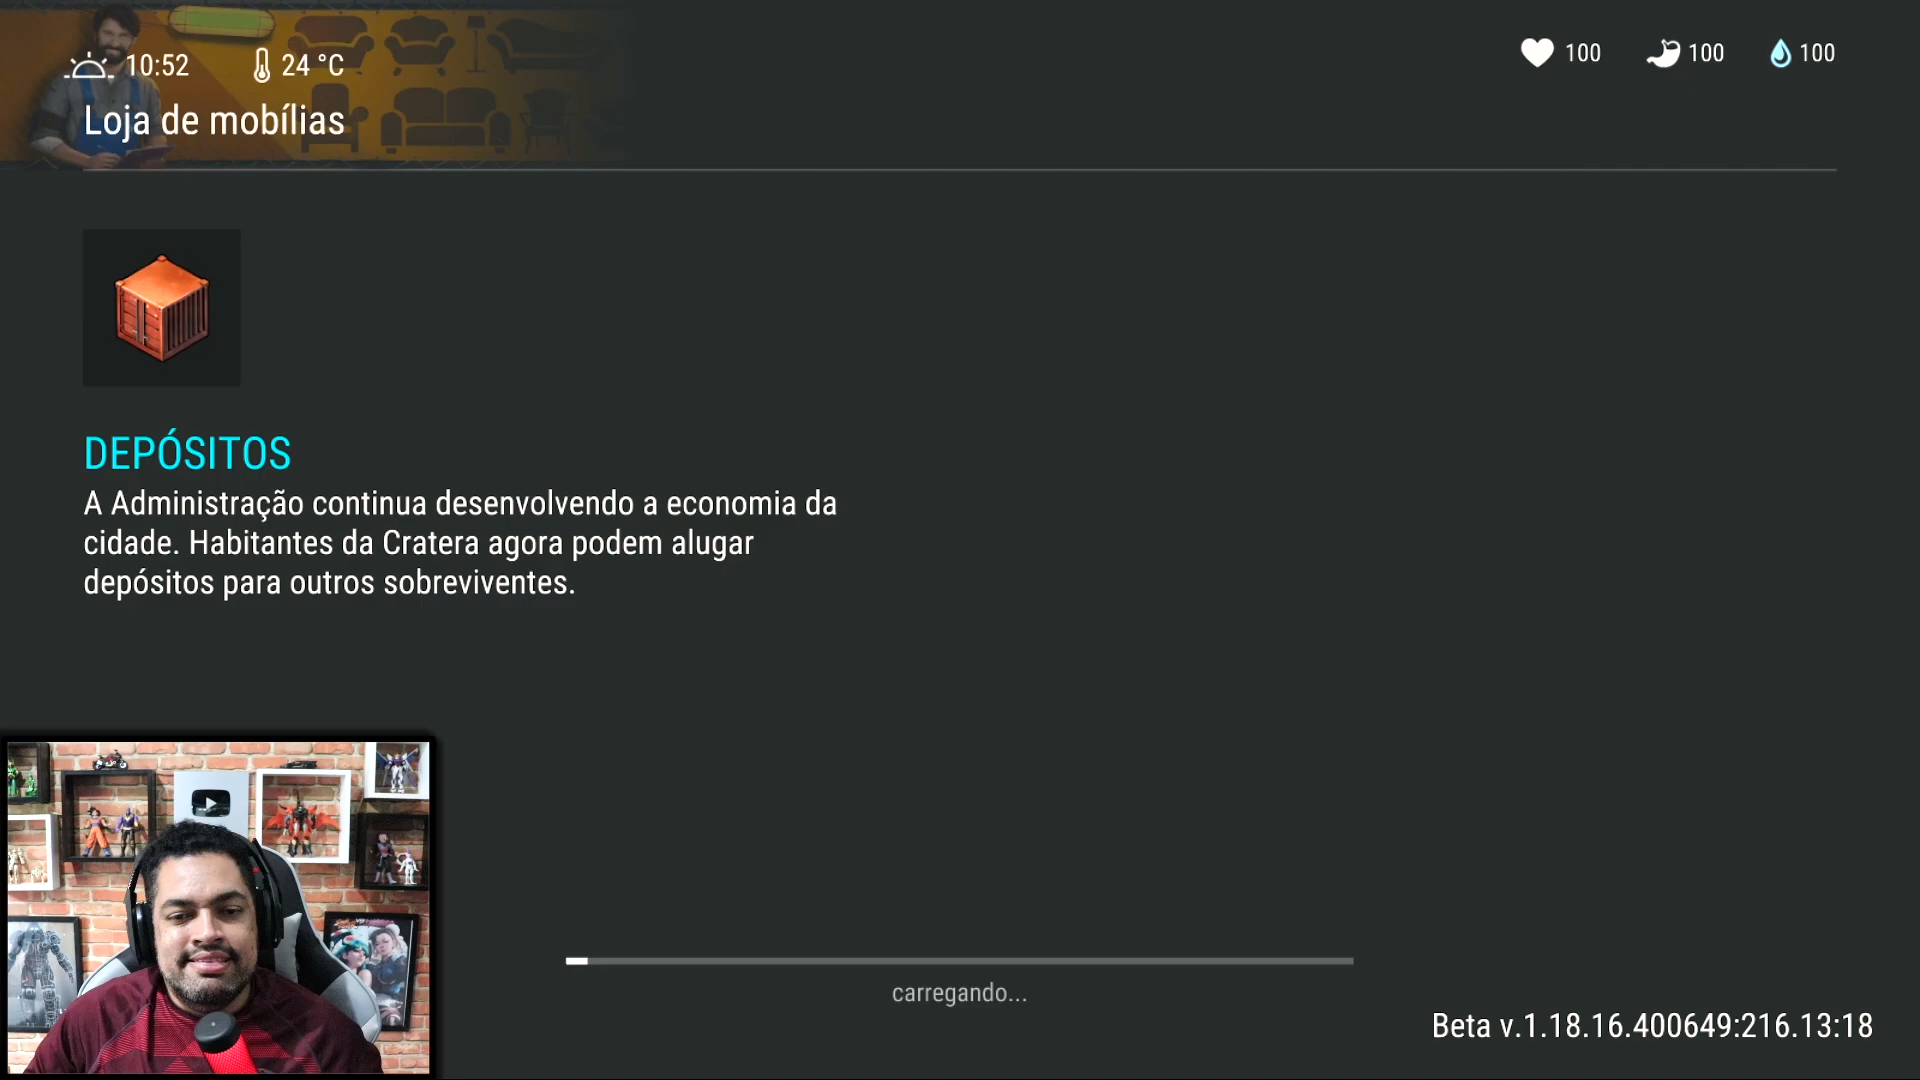 10:52
24 °C
100
100
100
Loja de mobílias
DEPÓSITOS
A Administração continua desenvolvendo a economia da
cidade. Habitantes da Cratera agora podem alugar
depósitos para outros sobreviventes.
carregando...
Beta v.1.18.16.400649:216.13:18